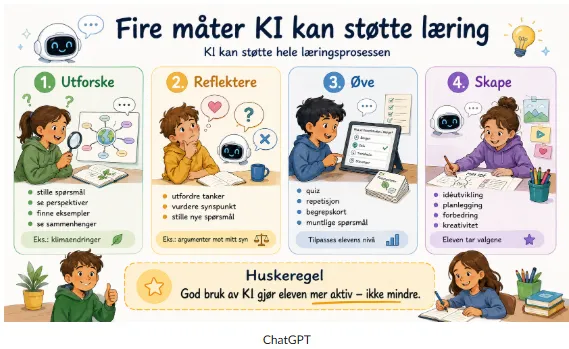 Fire måter KI kan støtte læring
KI kan støtte hele læringsprosessen
1. Utforske
stille spørsmål
se perspektiver
finne eksempler
se sammenhenger
Eks.: klimaendringer
2. Reflektere
utfordre tanker
vurdere synspunkt
stille nye spørsmål
Eks.: argumenter mot mitt syn
3. Øve
quiz
repetisjon
begrepskort
muntlige spørsmål
Tilpasses elevens nivå
4. Skape
idéutvikling
planlegging
forbedring
kreativitet
Eleven tar valgene
Huskeregel
God bruk av KI gjør eleven mer aktiv – ikke mindre.
ChatGPT